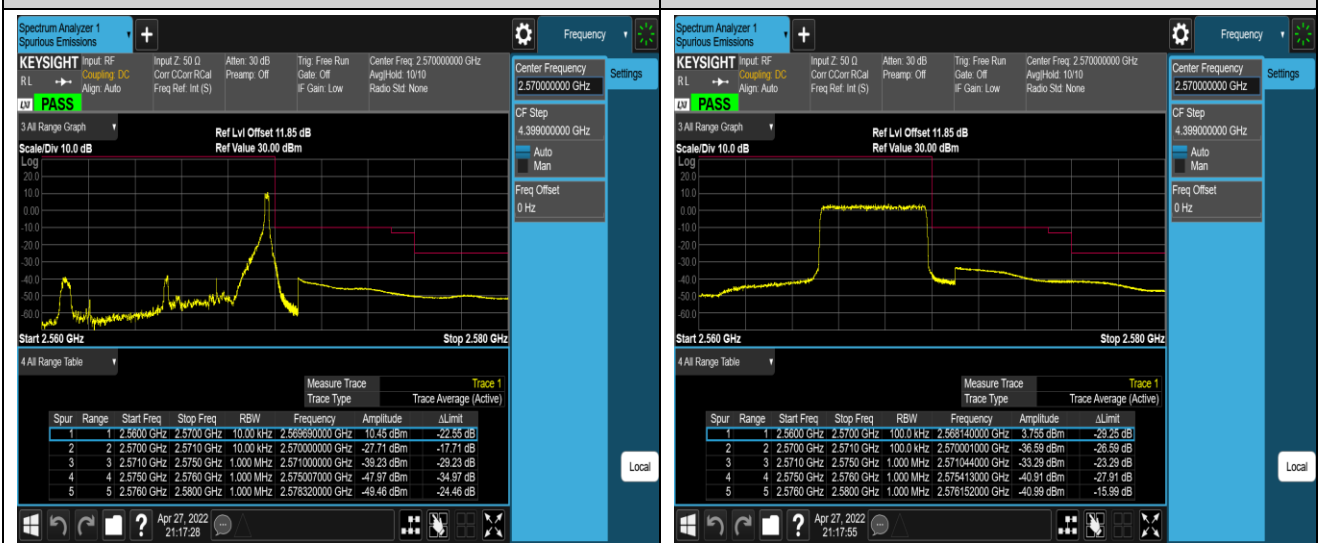 Spectrum Analyzer 1
Spurious Emissions
Frequency
KEYSIGHT Input: RF Input Z: 50 Ω Atten: 30 dB Trig: Free Run Center Freq: 2.570000000 GHz
RL Coupling: DC Corr CCorr RCal Preamp: Off Gate: Off Avg|Hold: 10/10
Align: Auto Freq Ref: Int (S) IF Gain: Low Radio Std: None
LXI PASS
Center Frequency
2.570000000 GHz
Settings
CF Step
4.399000000 GHz
Auto
Man
Freq Offset
0 Hz
3 All Range Graph
Ref Lvl Offset 11.85 dB
Scale/Div 10.0 dB Ref Value 30.00 dBm
Log
20.0
10.0
0.00
-10.0
-20.0
-30.0
-40.0
-50.0
-60.0
Start 2.560 GHz Stop 2.580 GHz
4 All Range Table
Measure Trace Trace 1
Trace Type Trace Average (Active)
Spur Range Start Freq Stop Freq RBW Frequency Amplitude ΔLimit
1 1 2.5600 GHz 2.5700 GHz 10.00 kHz 2.569690000 GHz 10.45 dBm -22.55 dB
2 2 2.5700 GHz 2.5710 GHz 10.00 kHz 2.570000000 GHz -27.71 dBm -17.71 dB
3 3 2.5710 GHz 2.5750 GHz 1.000 MHz 2.571000000 GHz -39.23 dBm -29.23 dB
4 4 2.5750 GHz 2.5760 GHz 1.000 MHz 2.575007000 GHz -47.97 dBm -34.97 dB
5 5 2.5760 GHz 2.5800 GHz 1.000 MHz 2.578320000 GHz -49.46 dBm -24.46 dB
Local
Apr 27, 2022
21:17:28
Spectrum Analyzer 1
Spurious Emissions
Frequency
KEYSIGHT Input: RF Input Z: 50 Ω Atten: 30 dB Trig: Free Run Center Freq: 2.570000000 GHz
RL Coupling: DC Corr CCorr RCal Preamp: Off Gate: Off Avg|Hold: 10/10
Align: Auto Freq Ref: Int (S) IF Gain: Low Radio Std: None
LXI PASS
Center Frequency
2.570000000 GHz
Settings
CF Step
4.399000000 GHz
Auto
Man
Freq Offset
0 Hz
3 All Range Graph
Ref Lvl Offset 11.85 dB
Scale/Div 10.0 dB Ref Value 30.00 dBm
Log
20.0
10.0
0.00
-10.0
-20.0
-30.0
-40.0
-50.0
-60.0
Start 2.560 GHz Stop 2.580 GHz
4 All Range Table
Measure Trace Trace 1
Trace Type Trace Average (Active)
Spur Range Start Freq Stop Freq RBW Frequency Amplitude ΔLimit
1 1 2.5600 GHz 2.5700 GHz 100.0 kHz 2.568140000 GHz 3.755 dBm -29.25 dB
2 2 2.5700 GHz 2.5710 GHz 100.0 kHz 2.570001000 GHz -36.59 dBm -26.59 dB
3 3 2.5710 GHz 2.5750 GHz 1.000 MHz 2.571044000 GHz -33.29 dBm -23.29 dB
4 4 2.5750 GHz 2.5760 GHz 1.000 MHz 2.575413000 GHz -40.91 dBm -27.91 dB
5 5 2.5760 GHz 2.5800 GHz 1.000 MHz 2.576152000 GHz -40.99 dBm -15.99 dB
Local
Apr 27, 2022
21:17:55